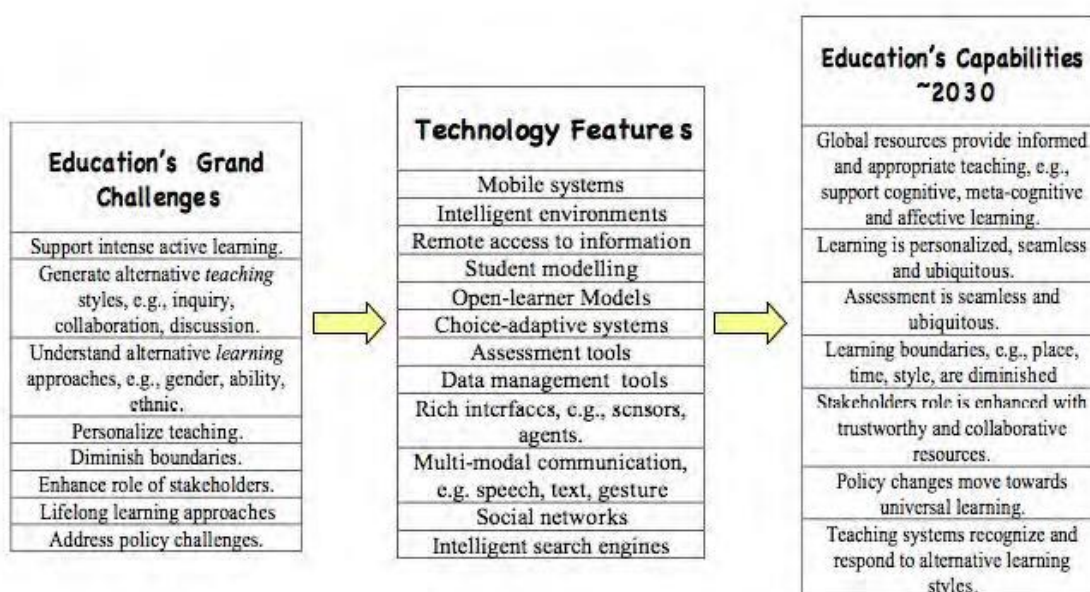 Education's Grand
Challenges
Support intense active learning.
Generate alternative teaching
styles, e.g., inquiry,
collaboration, discussion.
Understand alternative learning
approaches, e.g., gender, ability,
ethnic.
Personalize teaching.
Diminish boundaries.
Enhance role of stakeholders.
Lifelong learning approaches
Address policy challenges.
Technology Features
Mobile systems
Intelligent environments
Remote access to information
Student modelling
Open-learner Models
Choice-adaptive systems
Assessment tools
Data management tools
Rich interfaces, e.g., sensors,
agents.
Multi-modal communication,
e.g. speech, text, gesture
Social networks
Intelligent search engines
Education's Capabilities
~2030
Global resources provide informed
and appropriate teaching, e.g.,
support cognitive, meta-cognitive
and affective learning.
Learning is personalized, seamless
and ubiquitous.
Assessment is seamless and
ubiquitous.
Learning boundaries, e.g., place,
time, style, are diminished
Stakeholders role is enhanced with
trustworthy and collaborative
resources.
Policy changes move towards
universal learning.
Teaching systems recognize and
respond to alternative learning
styles.